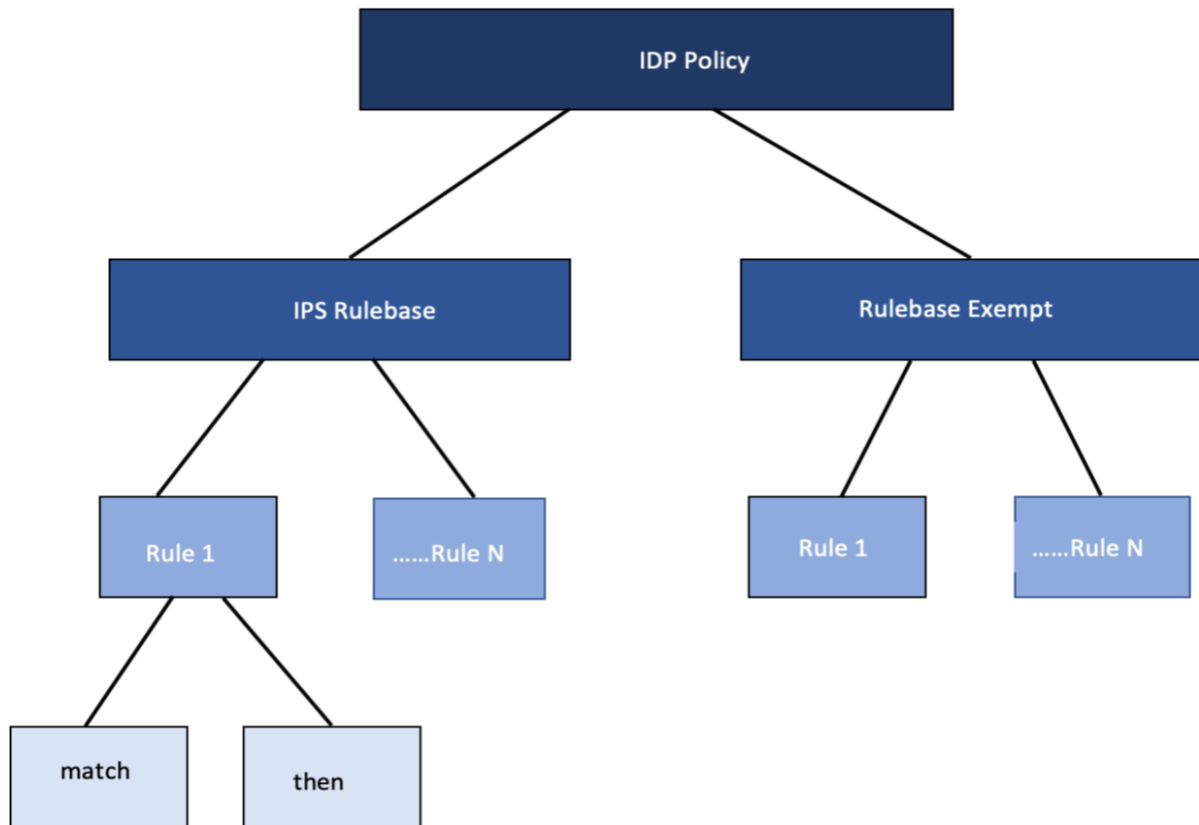 IDP Policy
IPS Rulebase
Rulebase Exempt
Rule 1
......Rule N
Rule 1
......Rule N
match
then